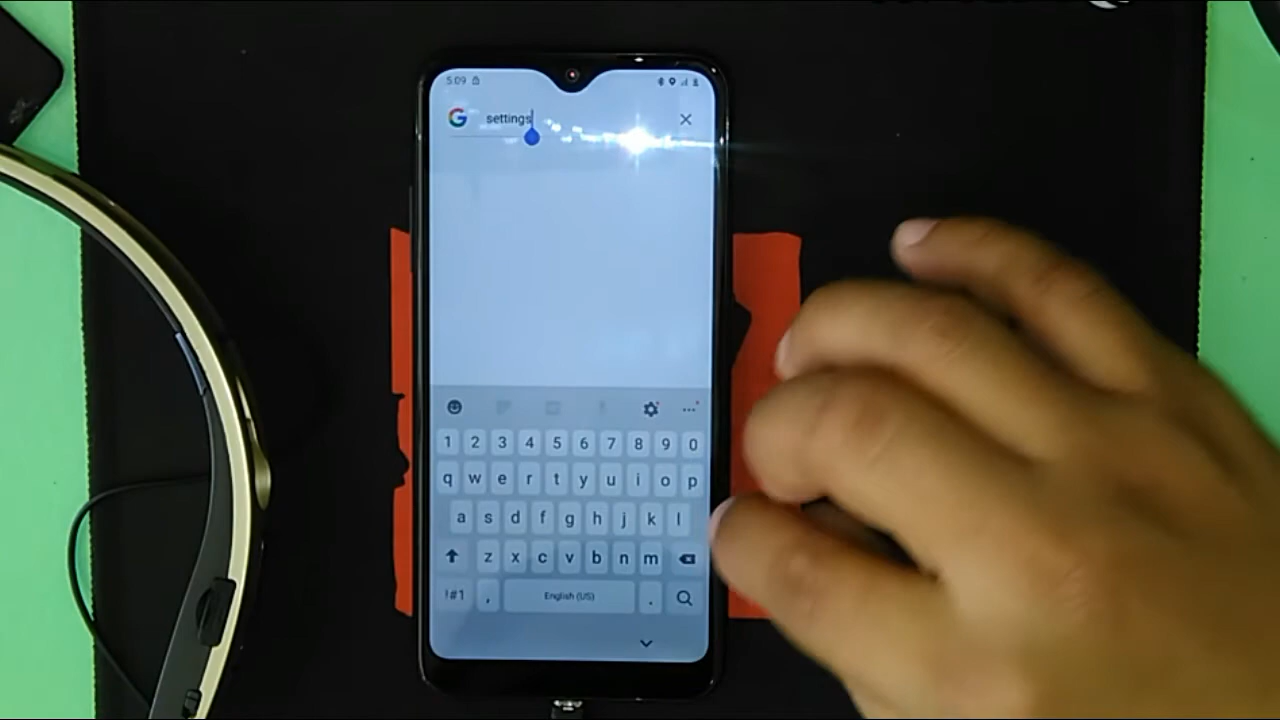 5:09
G settings
1 2 3 4 5 6 7 8 9 0
q w e r t y u i o p
a s d f g h j k l
z x c v b n m
!#1 , English (US) .